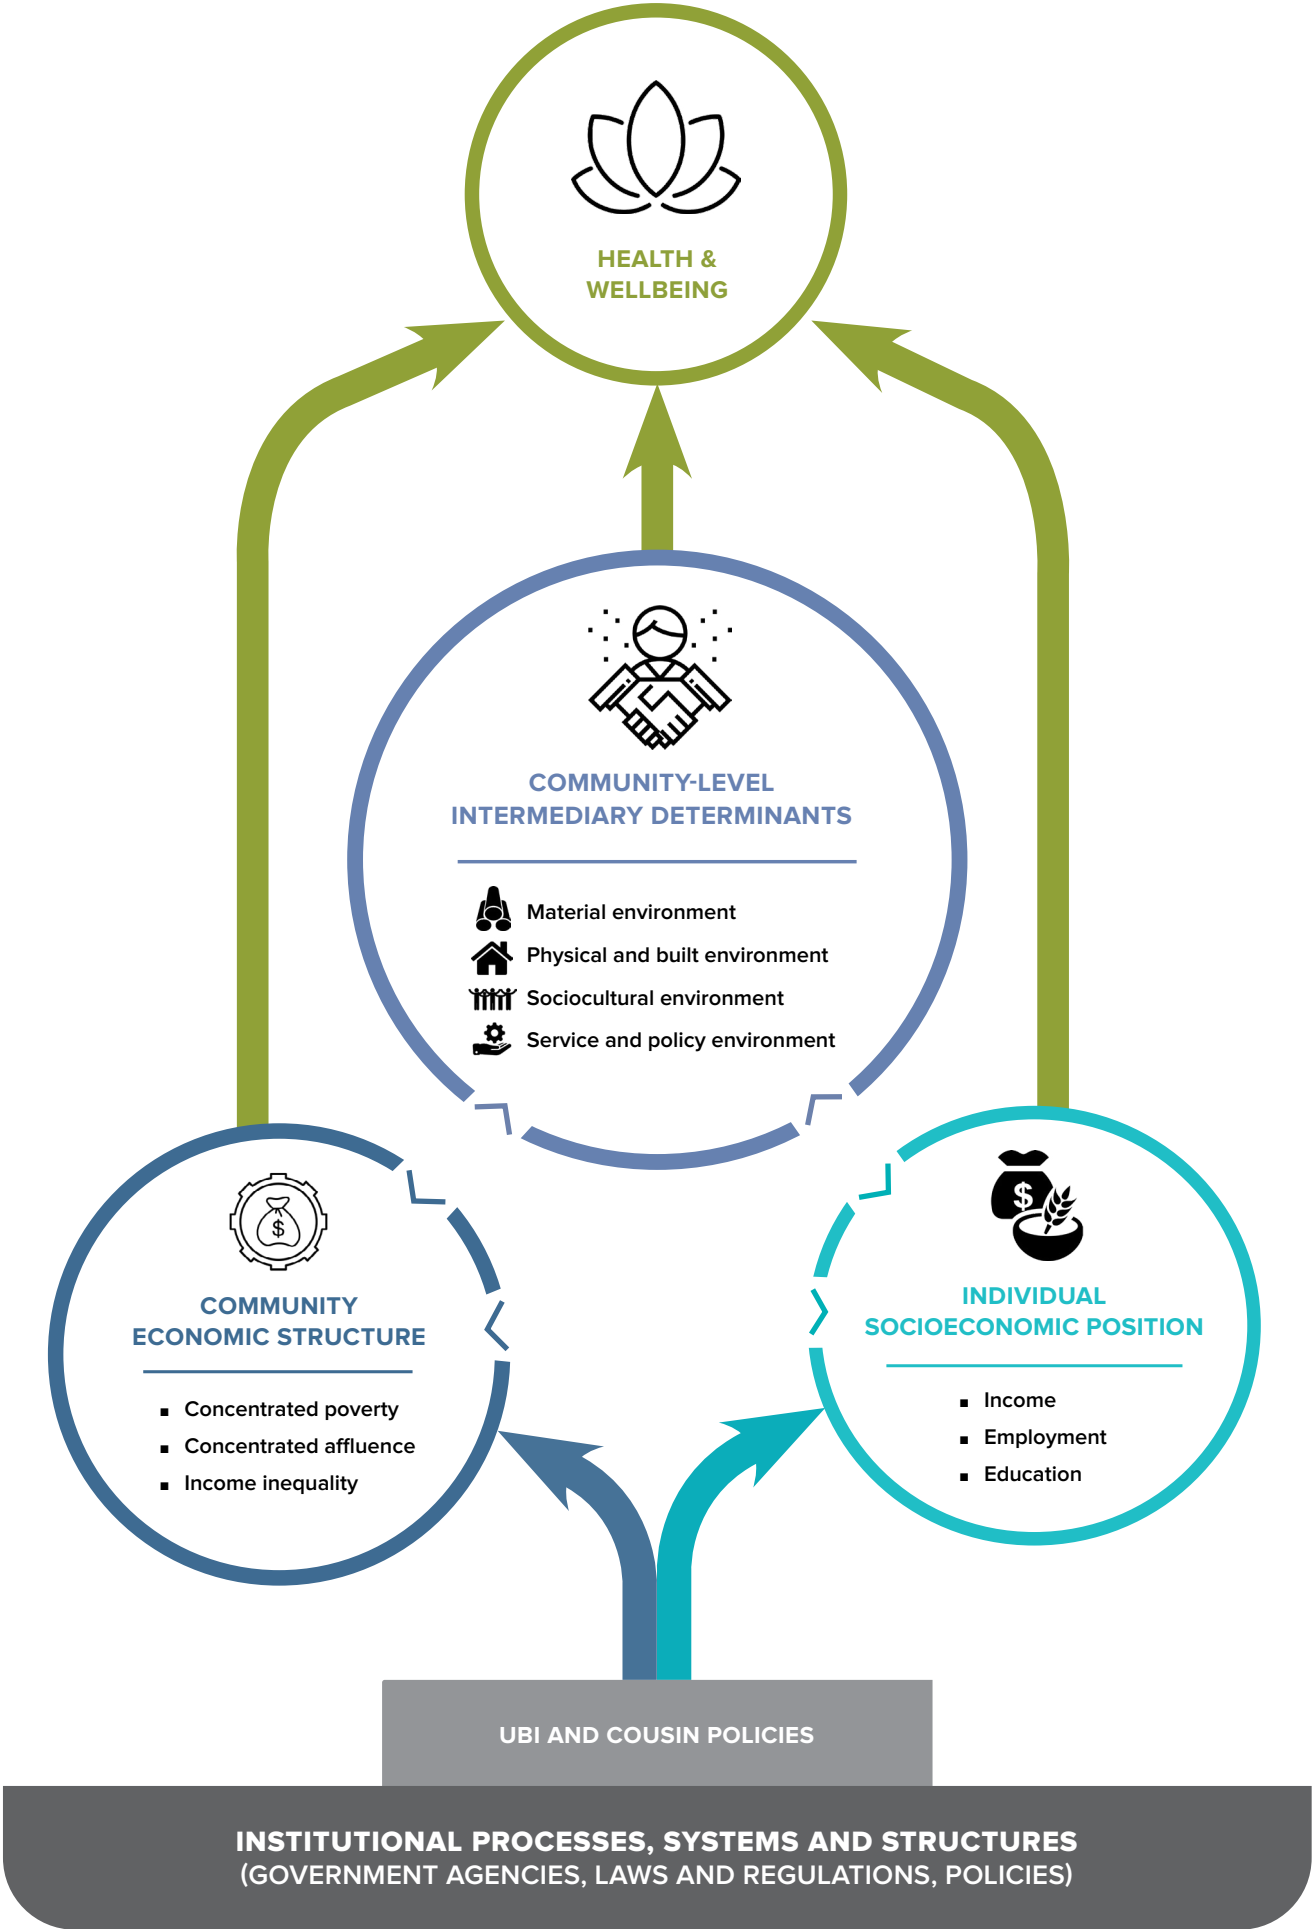 HEALTH &
WELLBEING
COMMUNITY-LEVEL
INTERMEDIARY DETERMINANTS
Material environment
Physical and built environment
Sociocultural environment
Service and policy environment
$
COMMUNITY
ECONOMIC STRUCTURE
▪ Concentrated poverty
▪ Concentrated affluence
▪ Income inequality
$
INDIVIDUAL
SOCIOECONOMIC POSITION
▪ Income
▪ Employment
▪ Education
UBI AND COUSIN POLICIES
INSTITUTIONAL PROCESSES, SYSTEMS AND STRUCTURES
(GOVERNMENT AGENCIES, LAWS AND REGULATIONS, POLICIES)